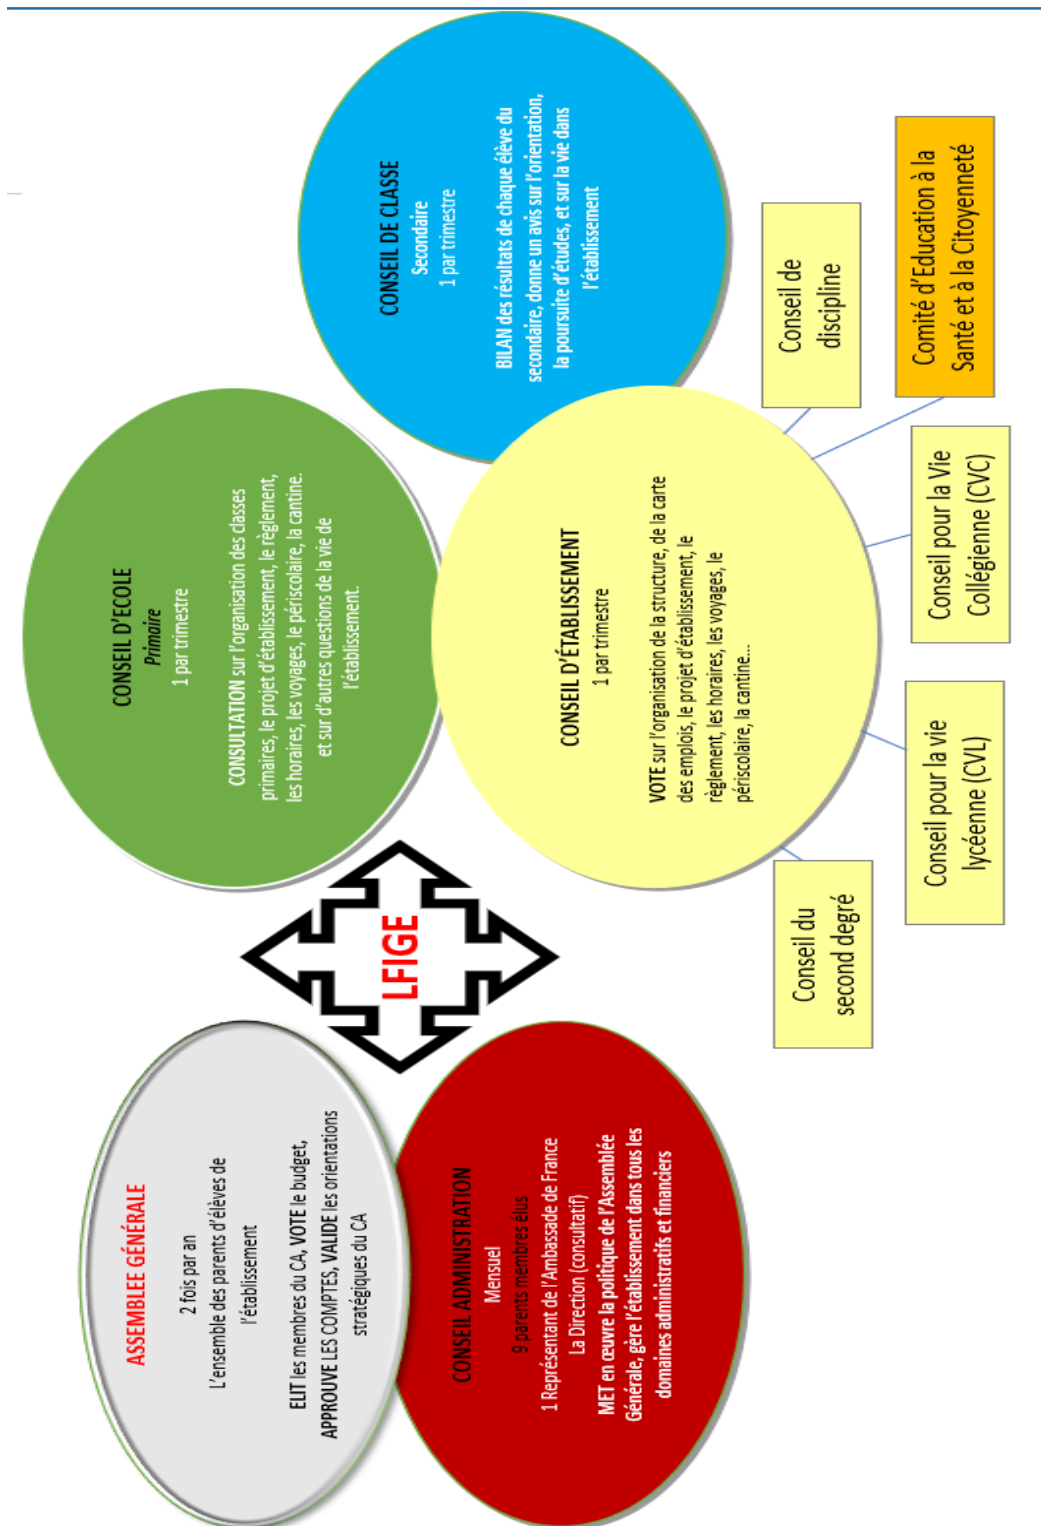 ASSEMBLEE GÉNÉRALE
2 fois par an
L'ensemble des parents d'élèves de
l'établissement
ELIT les membres du CA, VOTE le budget,
APPROUVE LES COMPTES, VALIDE les orientations
stratégiques du CA
CONSEIL ADMINISTRATION
Mensuel
9 parents membres élus
1 Représentant de l'Ambassade de France
La Direction (consultatif)
MET en œuvre la politique de l'Assemblée
Générale, gère l'établissement dans tous les
domaines administratifs et financiers
LFIGE
CONSEIL D'ECOLE
Primaire
1 par trimestre
CONSULTATION sur l'organisation des classes
primaires, le projet d'établissement, le règlement,
les horaires, les voyages, le périscolaire, la cantine.
et sur d'autres questions de la vie de
l'établissement.
CONSEIL D'ÉTABLISSEMENT
1 par trimestre
VOTE sur l'organisation de la structure, de la carte
des emplois, le projet d'établissement, le
règlement, les horaires, les voyages, le
périscolaire, la cantine...
CONSEIL DE CLASSE
Secondaire
1 par trimestre
BILAN des résultats de chaque élève du
secondaire, donne un avis sur l'orientation,
la poursuite d'études, et sur la vie dans
l'établissement
Conseil du
second degré
Conseil pour la vie
lycéenne (CVL)
Conseil pour la Vie
Collégienne (CVC)
Conseil de
discipline
Comité d'Education à la
Santé et à la Citoyenneté